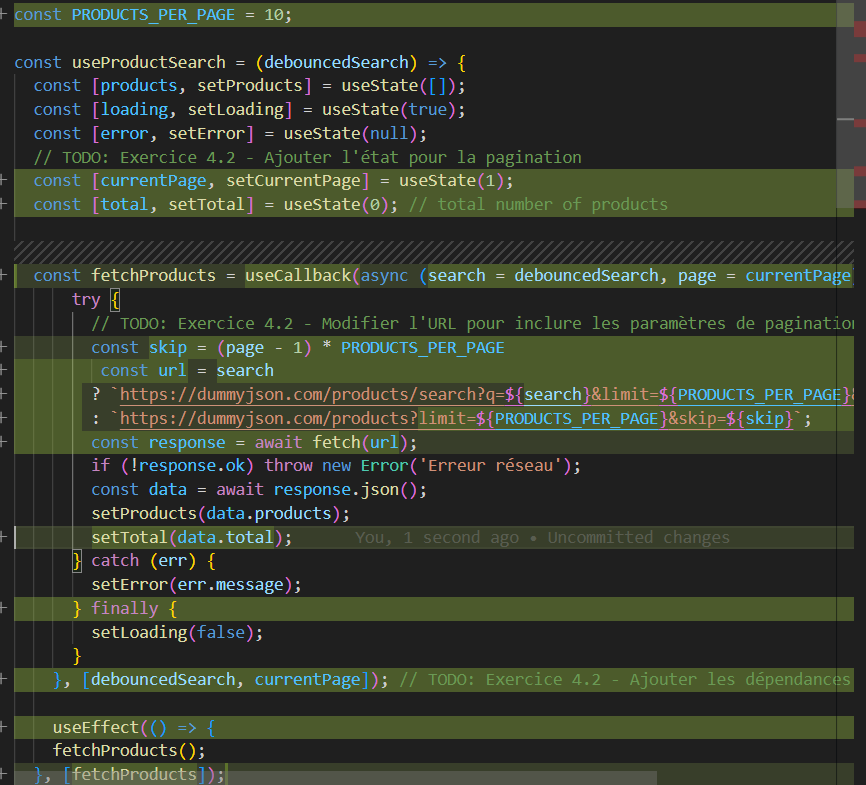 const PRODUCTS_PER_PAGE = 10;
const useProductSearch = (debouncedSearch) => {
const [products, setProducts] = useState([]);
const [loading, setLoading] = useState(true);
const [error, setError] = useState(null);
// TODO: Exercice 4.2 - Ajouter l'état pour la pagination
const [currentPage, setCurrentPage] = useState(1);
const [total, setTotal] = useState(0); // total number of products
const fetchProducts = useCallback(async (search = debouncedSearch, page = currentPage
try {
// TODO: Exercice 4.2 - Modifier l'URL pour inclure les paramètres de pagination
const skip = (page - 1) * PRODUCTS_PER_PAGE
const url = search
? `https://dummyjson.com/products/search?q=${search}&limit=${PRODUCTS_PER_PAGE}&
: `https://dummyjson.com/products?limit=${PRODUCTS_PER_PAGE}&skip=${skip}`;
const response = await fetch(url);
if (!response.ok) throw new Error('Erreur réseau');
const data = await response.json();
setProducts(data.products);
setTotal(data.total); You, 1 second ago • Uncommitted changes
} catch (err) {
setError(err.message);
} finally {
setLoading(false);
}
}, [debouncedSearch, currentPage]); // TODO: Exercice 4.2 - Ajouter les dépendances
useEffect(() => {
fetchProducts();
}, [fetchProducts]);